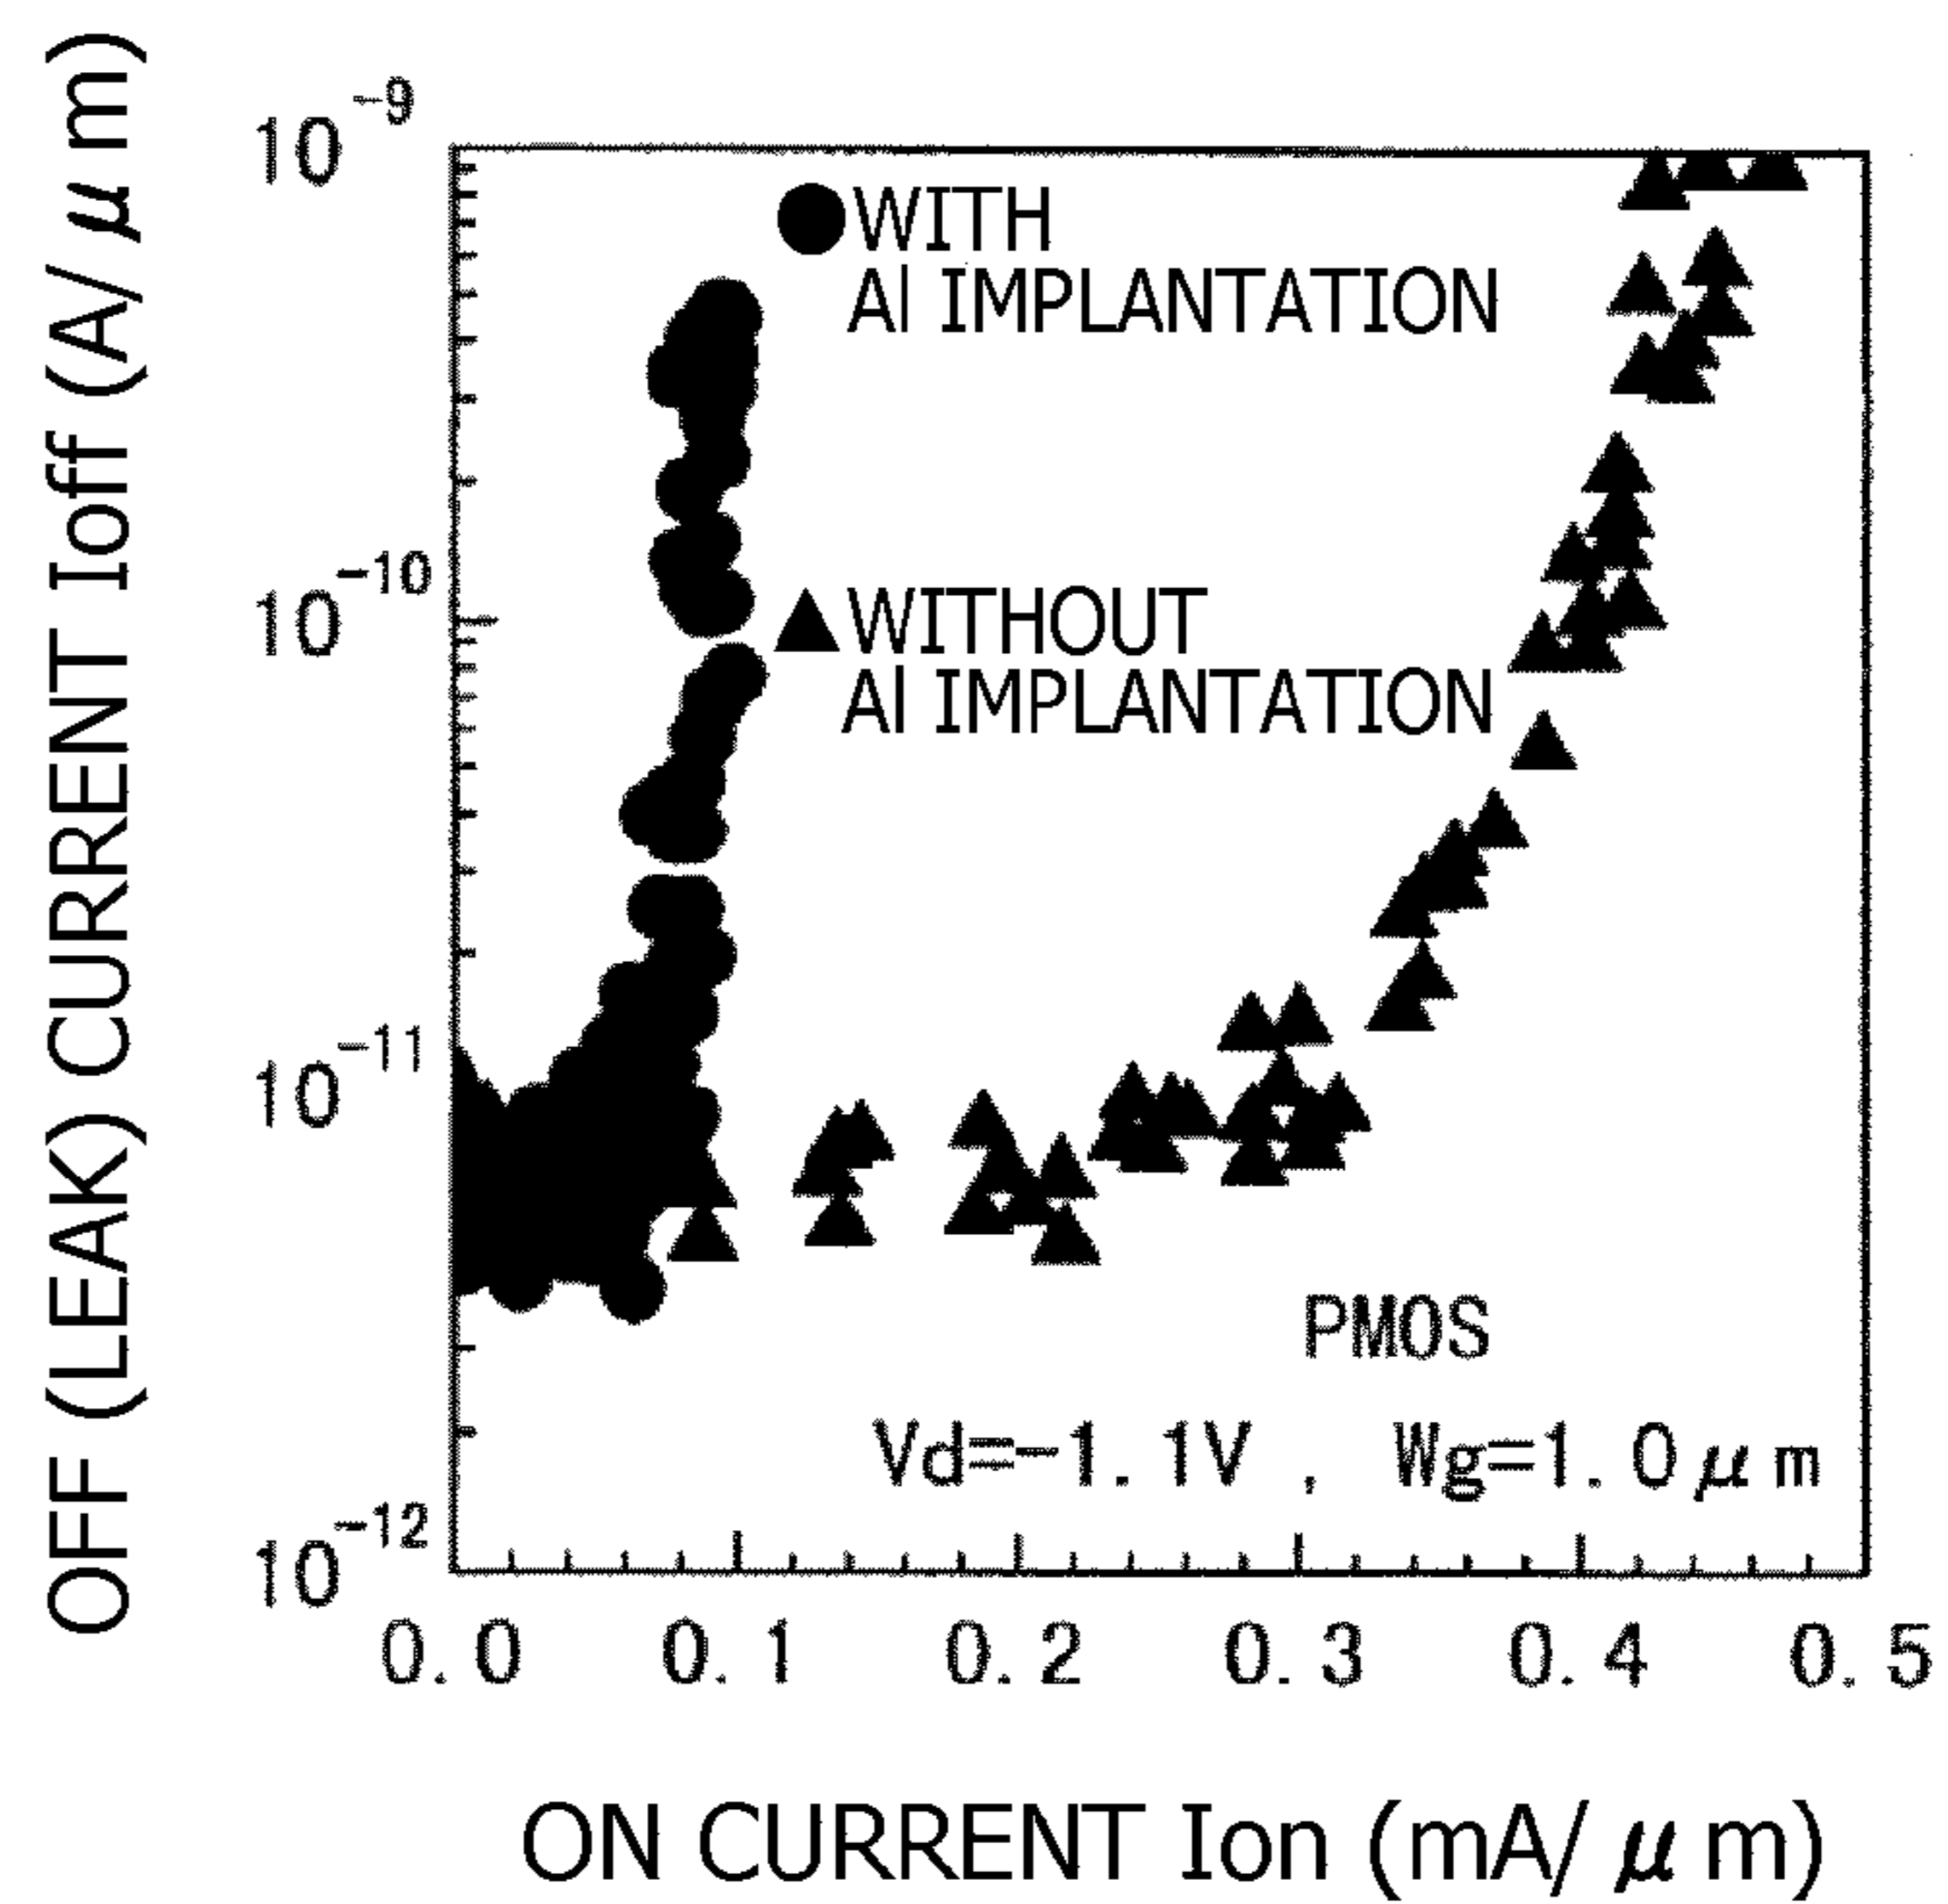 OFF (LEAK) CURRENT Ioff (A/μm)
10^-9
10^-10
10^-11
10^-12
● WITH
Al IMPLANTATION
▲ WITHOUT
Al IMPLANTATION
PMOS
Vd=-1.1V , Wg=1.0μm
0.0 0.1 0.2 0.3 0.4 0.5
ON CURRENT Ion (mA/μm)